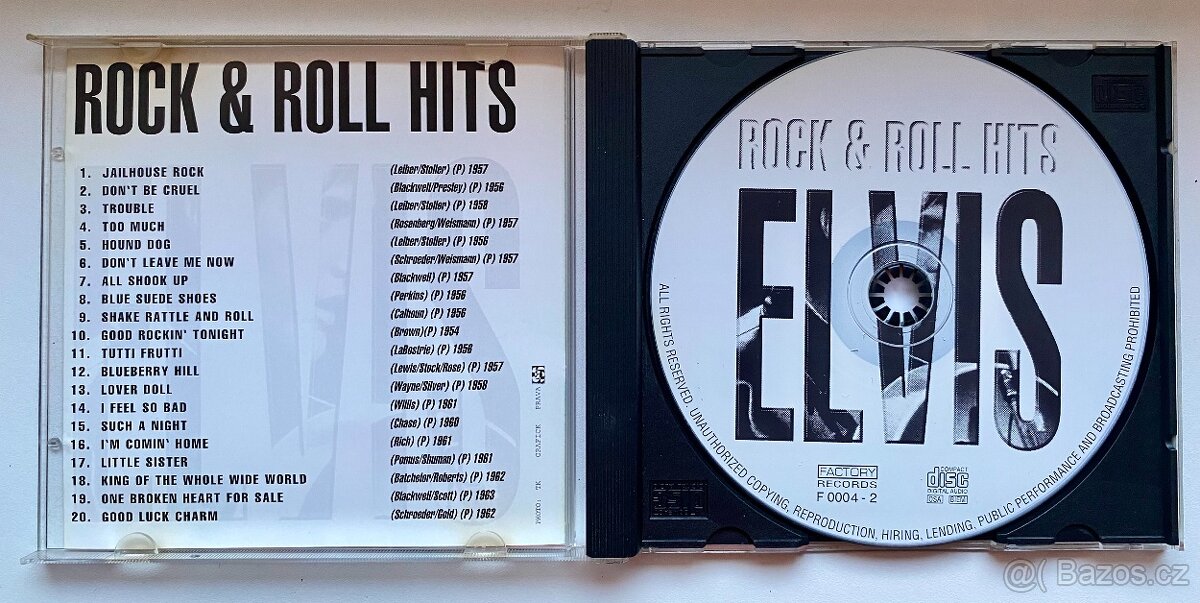 ROCK & ROLL HITS
1. JAILHOUSE ROCK (Leiber/Stoller) (P) 1957
2. DON'T BE CRUEL (Blackwell/Presley) (P) 1956
3. TROUBLE (Leiber/Stoller) (P) 1958
4. TOO MUCH (Rosenberg/Weismann) (P) 1957
5. HOUND DOG (Leiber/Stoller) (P) 1956
6. DON'T LEAVE ME NOW (Schroeder/Weismann) (P) 1957
7. ALL SHOOK UP (Blackwell) (P) 1957
8. BLUE SUEDE SHOES (Perkins) (P) 1956
9. SHAKE RATTLE AND ROLL (Calhoun) (P) 1956
10. GOOD ROCKIN' TONIGHT (Brown)(P) 1954
11. TUTTI FRUTTI (LaBostrie) (P) 1956
12. BLUEBERRY HILL (Lewis/Stock/Rose) (P) 1957
13. LOVER DOLL (Wayne/Silver) (P) 1958
14. I FEEL SO BAD (Willis) (P) 1961
15. SUCH A NIGHT (Chase) (P) 1960
16. I'M COMIN' HOME (Rich) (P) 1961
17. LITTLE SISTER (Pomus/Shuman) (P) 1961
18. KING OF THE WHOLE WIDE WORLD (Batchelor/Roberts) (P) 1962
19. ONE BROKEN HEART FOR SALE (Blackwell/Scott) (P) 1963
20. GOOD LUCK CHARM (Schroeder/Gold) (P) 1962
PHOTO: TK GRAFICK PRAVA
ROCK & ROLL HITS
ELVIS
FACTORY
RECORDS
F 0004 - 2
COMPACT
disc
DIGITAL AUDIO
OSA
ALL RIGHTS RESERVED. UNAUTHORIZED COPYING, REPRODUCTION, HIRING, LENDING, PUBLIC PERFORMANCE AND BROADCASTING PROHIBITED
@( Bazoš.cz